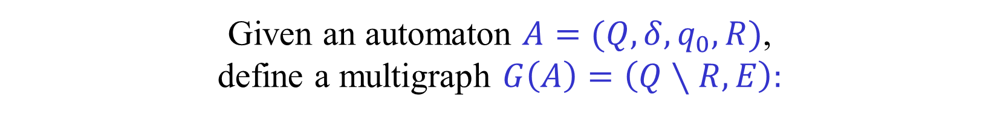 Given an automaton 𝐴 = (𝑄, 𝛿, 𝑞₀, 𝑅),
define a multigraph 𝐺(𝐴) = (𝑄 \ 𝑅, 𝐸):